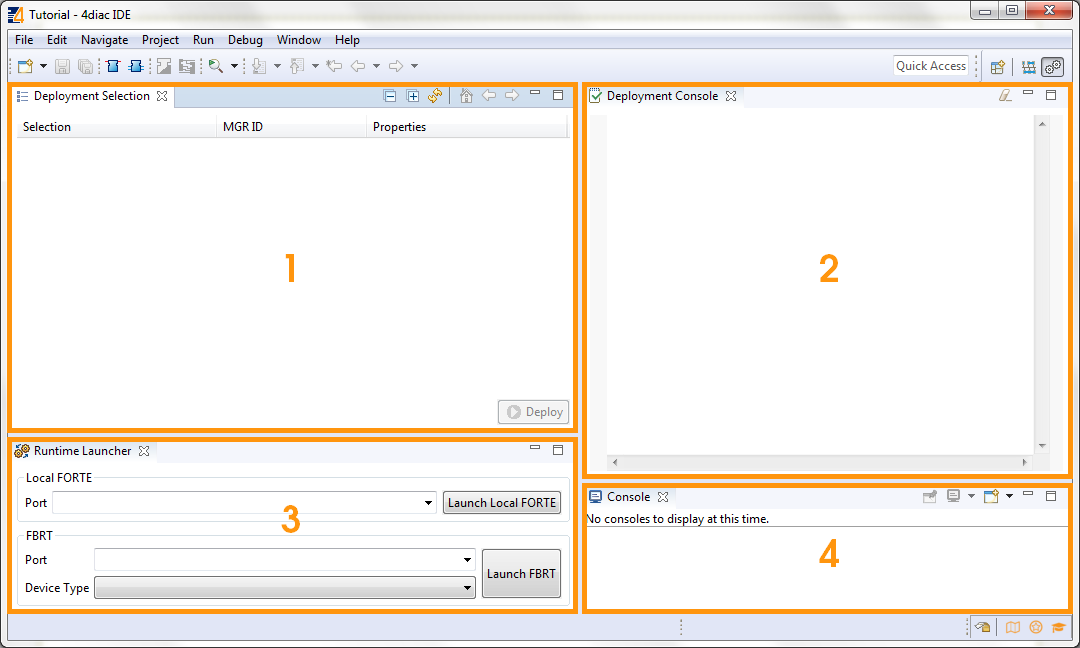 Tutorial - 4diac IDE
File Edit Navigate Project Run Debug Window Help
Quick Access
Deployment Selection
Selection MGR ID Properties
1
Deploy
Deployment Console
2
Runtime Launcher
Local FORTE
Port Launch Local FORTE
3
FBRT
Port
Launch FBRT
Device Type
Console
No consoles to display at this time.
4